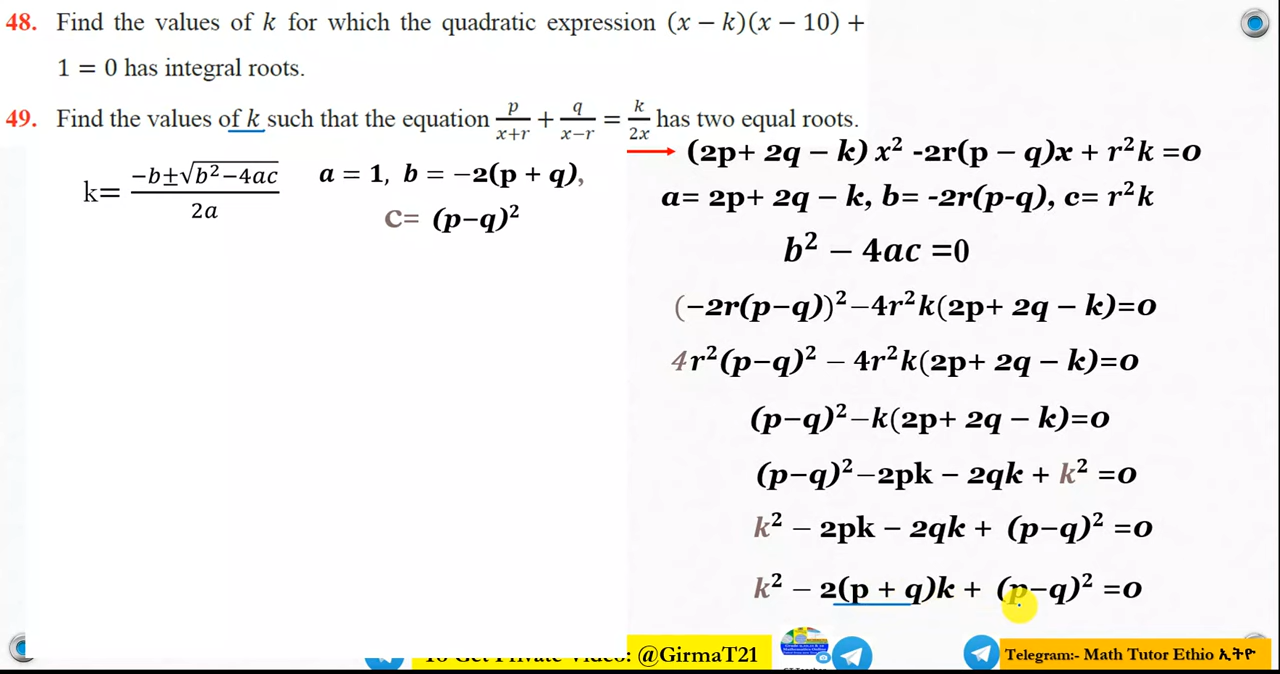 48. Find the values of k for which the quadratic expression (x − k)(x − 10) +
1 = 0 has integral roots.
49. Find the values of k such that the equation p/(x+r) + q/(x−r) = k/2x has two equal roots.
k= (−b±√(b²−4ac))/2a a = 1, b = −2(p + q),
C= (p−q)²
(2p+ 2q − k) x² -2r(p − q)x + r²k =0
a= 2p+ 2q − k, b= -2r(p-q), c= r²k
b² − 4ac =0
(−2r(p−q))²−4r²k(2p+ 2q − k)=0
4r²(p−q)² − 4r²k(2p+ 2q − k)=0
(p−q)²−k(2p+ 2q − k)=0
(p−q)²−2pk − 2qk + k² =0
k² − 2pk − 2qk + (p−q)² =0
k² − 2(p + q)k + (p−q)² =0
@GirmaT21
Telegram:- Math Tutor Ethio ኢትዮ